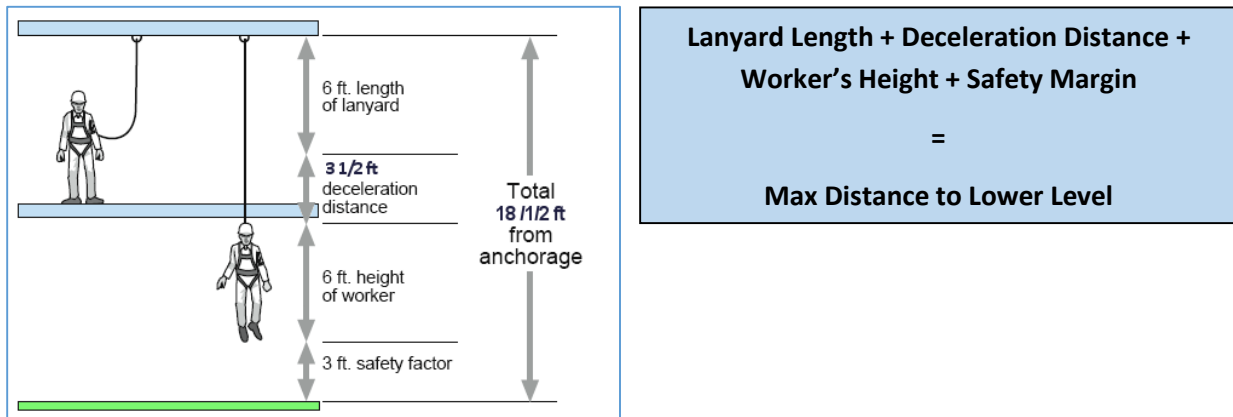 6 ft. length
of lanyard
3 1/2 ft
deceleration
distance
Total
18 /1/2 ft
from
anchorage
6 ft. height
of worker
3 ft. safety factor
Lanyard Length + Deceleration Distance +
Worker’s Height + Safety Margin
=
Max Distance to Lower Level